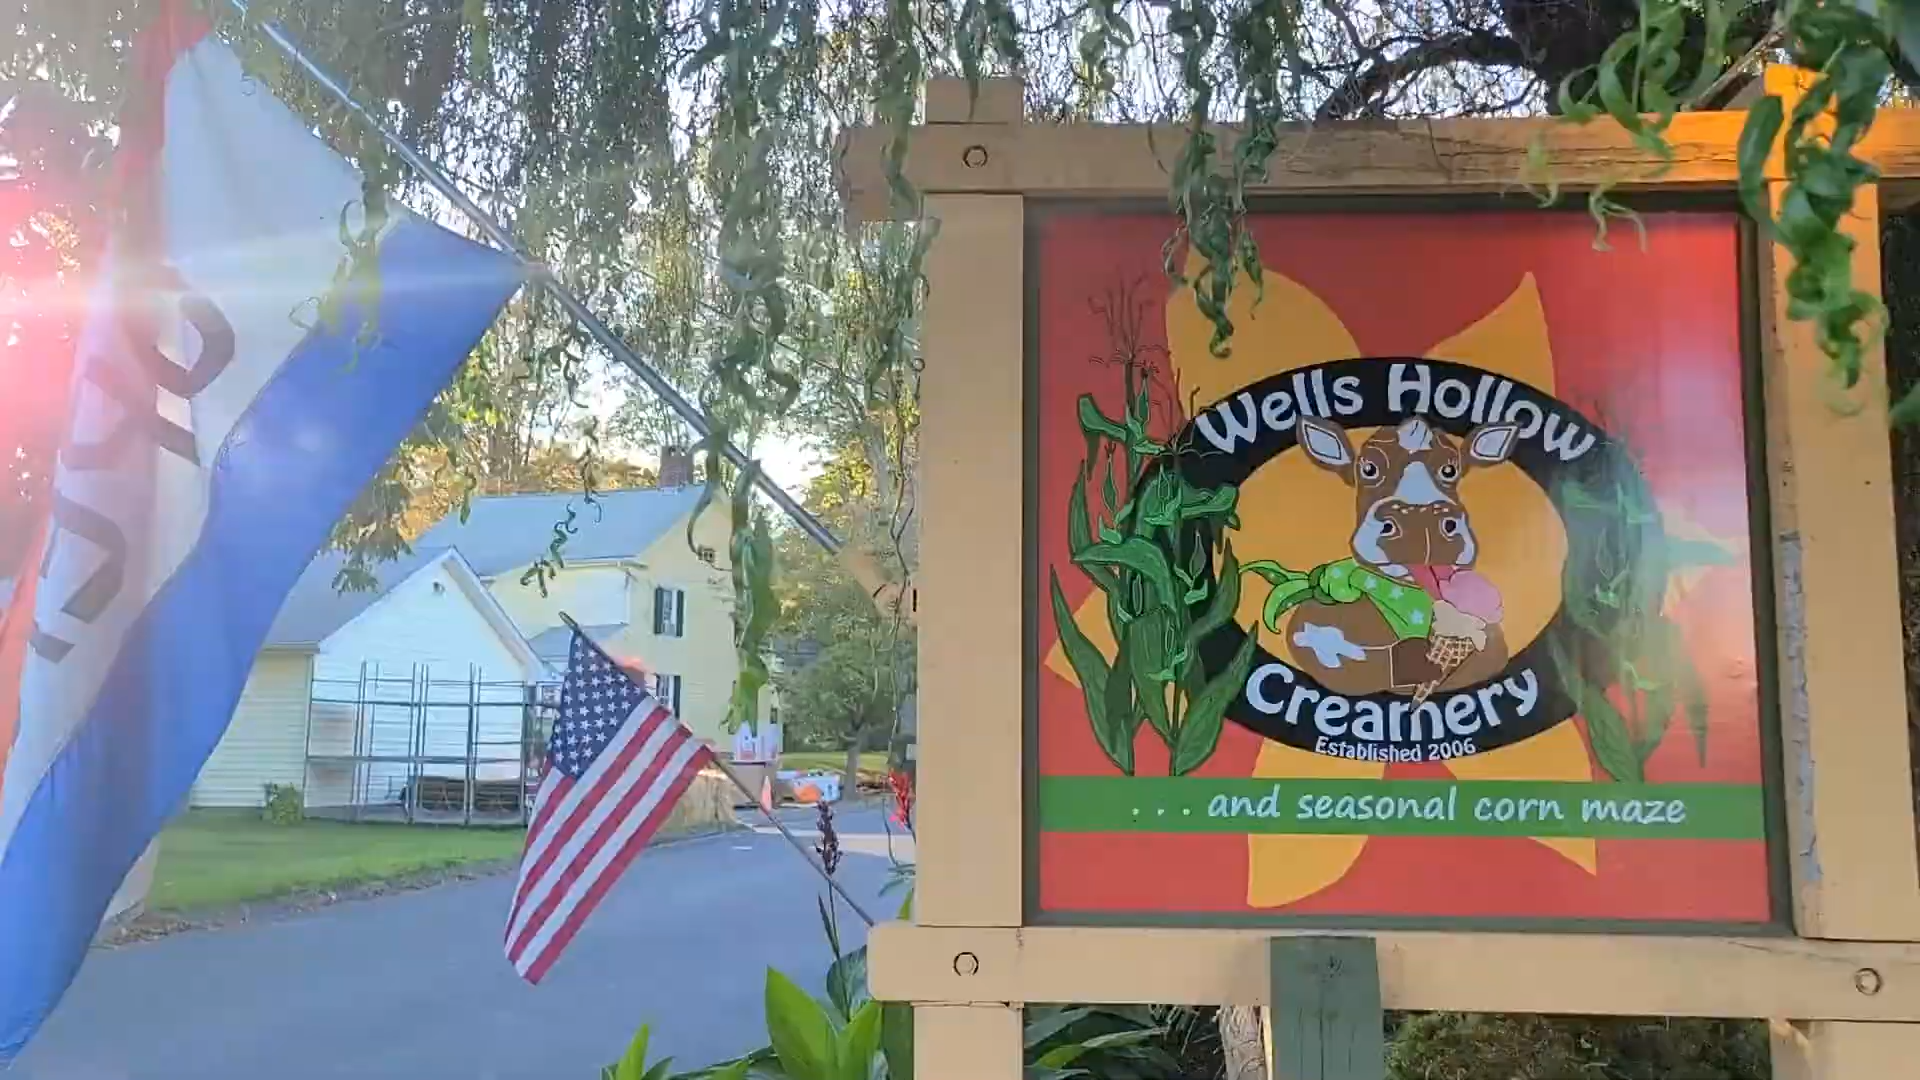 Wells Hollow
Creamery
Established 2006
. . . and seasonal corn maze